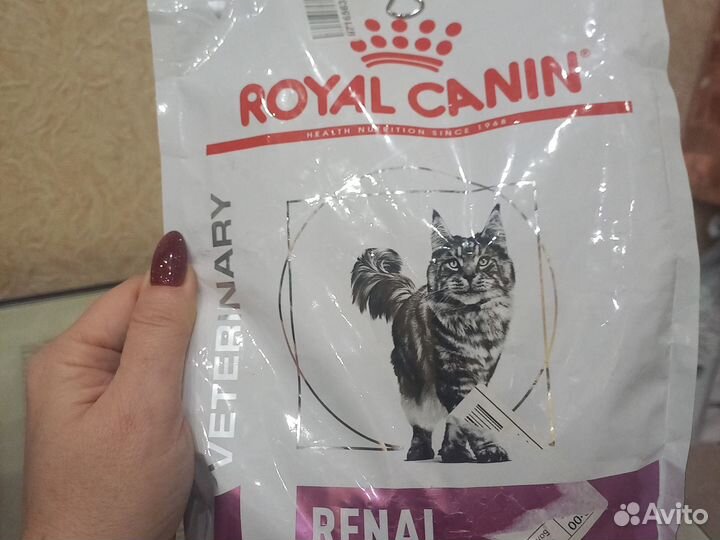 ROYAL CANIN®
HEALTH NUTRITION SINCE 1968
VETERINARY
RENAL
Avito